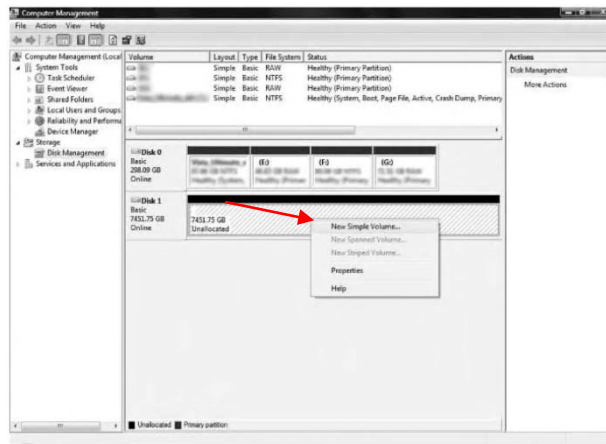 Computer Management
File Action View Help
Computer Management (Local
System Tools
Task Scheduler
Event Viewer
Shared Folders
Local Users and Groups
Reliability and Performa
Device Manager
Storage
Disk Management
Services and Applications
Volume Layout Type File System Status
Simple Basic RAW Healthy (Primary Partition)
Simple Basic NTFS Healthy (Primary Partition)
Simple Basic RAW Healthy (Primary Partition)
Simple Basic NTFS Healthy (System, Boot, Page File, Active, Crash Dump, Primary
Disk 0
Basic
298.09 GB
Online
(E:)
(F:)
(G:)
Disk 1
Basic
7451.75 GB
Online
7451.75 GB
Unallocated
New Simple Volume...
New Spanned Volume...
New Striped Volume...
Properties
Help
Unallocated Primary partition
Actions
Disk Management
More Actions